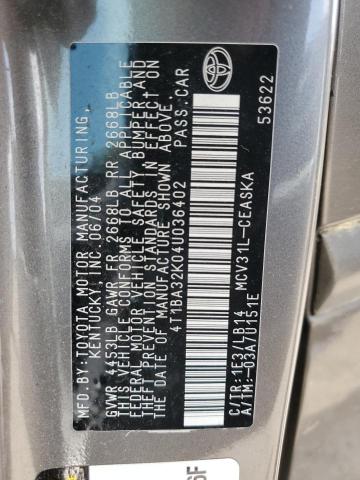 MFD.BY:TOYOTA MOTOR MANUFACTURING,
KENTUCKY, INC. 06/04
GVWR 4453LB GAWR FR 2668LB RR 2668LB
THIS VEHICLE CONFORMS TO ALL APPLICABLE
FEDERAL MOTOR VEHICLE SAFETY, BUMPER, AND
THEFT PREVENTION STANDARDS IN EFFECT ON
THE DATE OF MANUFACTURE SHOWN ABOVE.
4T1BA32K04U036402 PASS.CAR
C/TR: 1E3/LB14 MCV31L-CEASKA
A/TM: -03A/U151E
53622
TOYOTA
6F